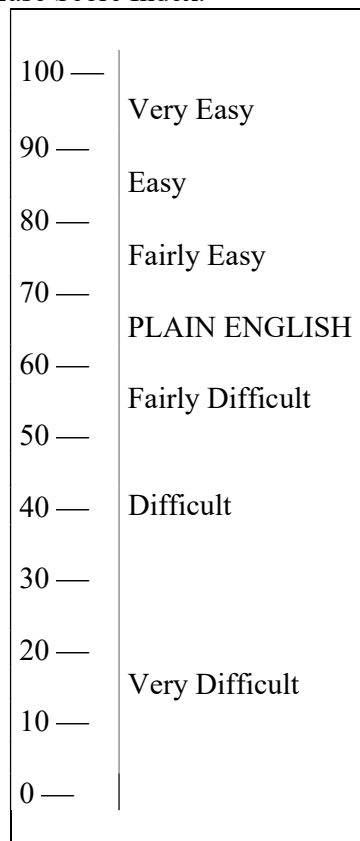 100 —
Very Easy
90 —
Easy
80 —
Fairly Easy
70 —
PLAIN ENGLISH
60 —
Fairly Difficult
50 —
40 — Difficult
30 —
20 —
Very Difficult
10 —
0 —